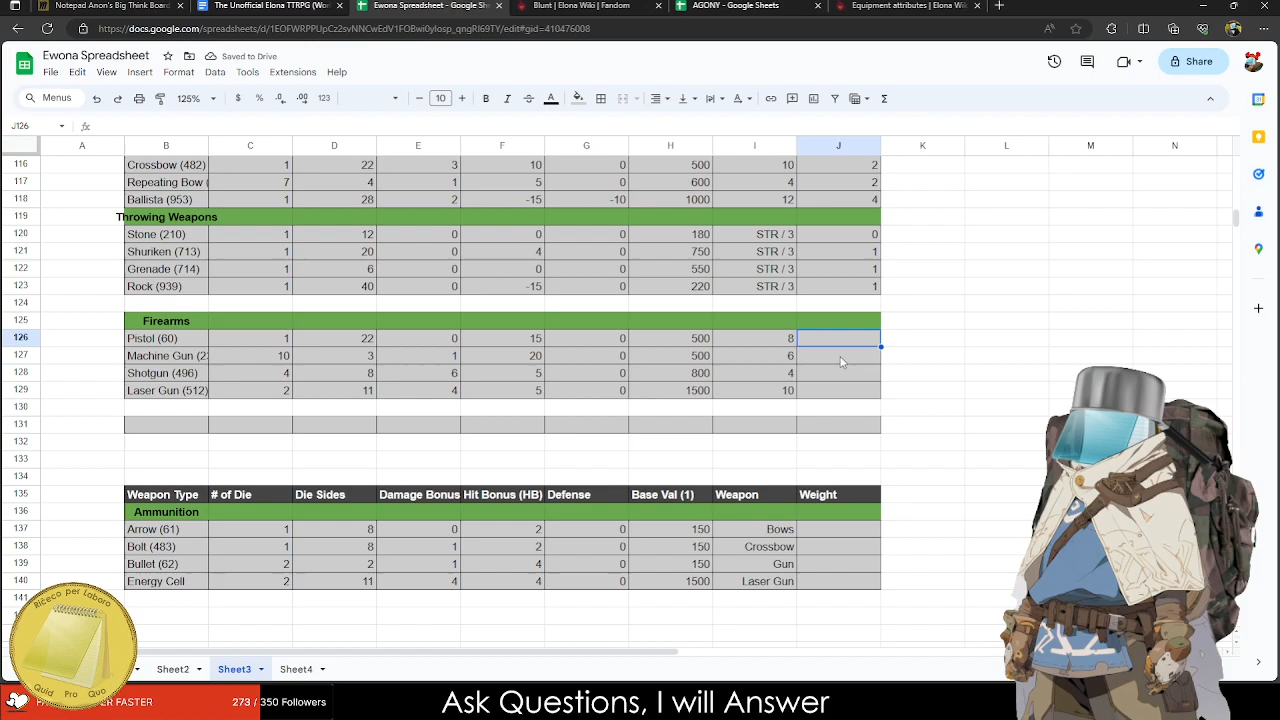 Notepad Anon's Big Think Board
The Unofficial Elona TTRPG (Worl
Ewona Spreadsheet - Google She
Blunt | Elona Wiki | Fandom
AGONY - Google Sheets
Equipment attributes | Elona Wiki
https://docs.google.com/spreadsheets/d/1EOFWRPPUpCz2svNNCwEdV1FOBwi0ylosp_qngRl69TY/edit#gid=410476008
Ewona Spreadsheet Saved to Drive
File Edit View Insert Format Data Tools Extensions Help
Share
Menus 125% $ % .0 .00 123 10 B I A
J126 fx
A B C D E F G H I J K L M N
116 Crossbow (482) 1 22 3 10 0 500 10 2
117 Repeating Bow ( 7 4 1 5 0 600 4 2
118 Ballista (953) 1 28 2 -15 -10 1000 12 4
119 Throwing Weapons
120 Stone (210) 1 12 0 0 0 180 STR / 3 0
121 Shuriken (713) 1 20 0 4 0 750 STR / 3 1
122 Grenade (714) 1 6 0 0 0 550 STR / 3 1
123 Rock (939) 1 40 0 -15 0 220 STR / 3 1
124
125 Firearms
126 Pistol (60) 1 22 0 15 0 500 8
127 Machine Gun (23 10 3 1 20 0 500 6
128 Shotgun (496) 4 8 6 5 0 800 4
129 Laser Gun (512) 2 11 4 5 0 1500 10
130
131
132
133
134
135 Weapon Type # of Die Die Sides Damage Bonus Hit Bonus (HB) Defense Base Val (1) Weapon Weight
136 Ammunition
137 Arrow (61) 1 8 0 2 0 150 Bows
138 Bolt (483) 1 8 1 2 0 150 Crossbow
139 Bullet (62) 2 2 1 4 0 150 Gun
140 Energy Cell 2 11 4 4 0 1500 Laser Gun
141
Riĉeco per Laboro
Quid Pro Quo
Sheet2 Sheet3 Sheet4
FASTER 273 / 350 Followers
Ask Questions, I will Answer